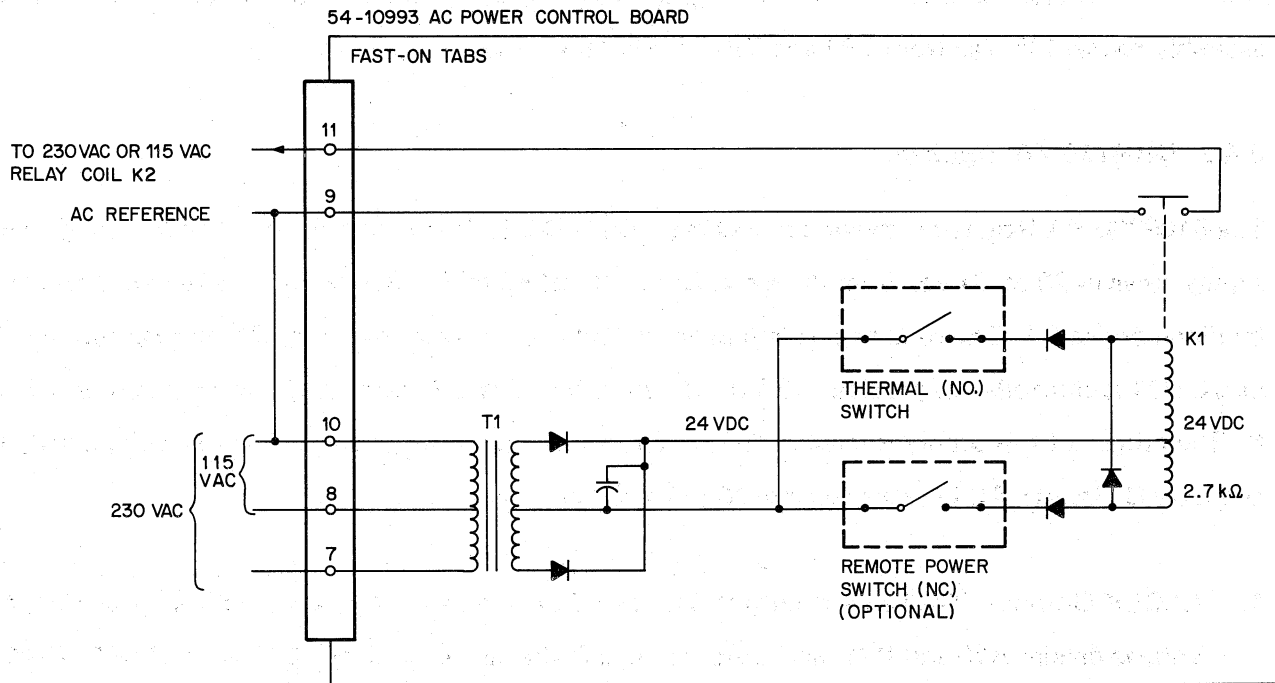 54-10993 AC POWER CONTROL BOARD
FAST-ON TABS
11
TO 230VAC OR 115 VAC
RELAY COIL K2
9
AC REFERENCE
K1
THERMAL (NO.)
SWITCH
10
T1
24 VDC
24 VDC
115
VAC
8
230 VAC
2.7 kΩ
7
REMOTE POWER
SWITCH (NC)
(OPTIONAL)